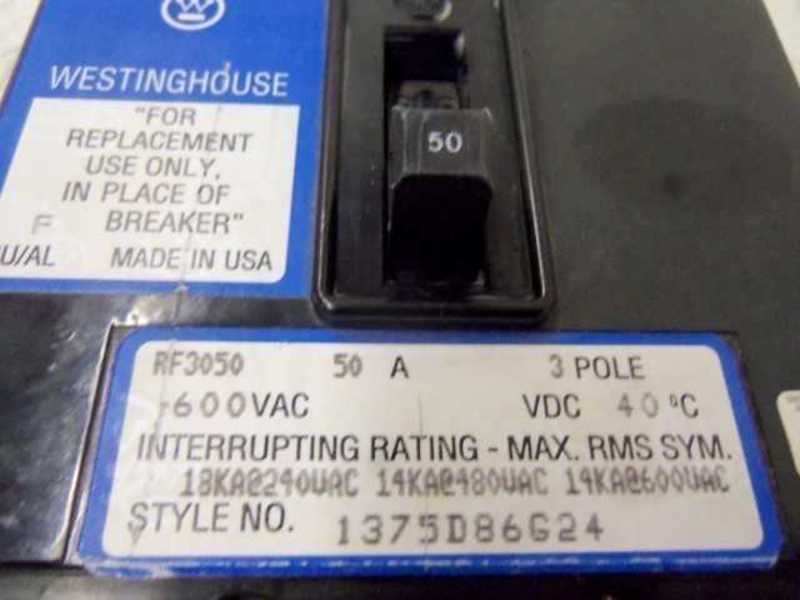 W
WESTINGHOUSE
"FOR
REPLACEMENT
USE ONLY,
IN PLACE OF
F BREAKER"
U/AL MADE IN USA
50
RF3050 50 A 3 POLE
-600VAC VDC 40 °C
INTERRUPTING RATING - MAX. RMS SYM.
18KA@240VAC 14KA@480VAC 14KA@600VAC
STYLE NO. 1375D86G24